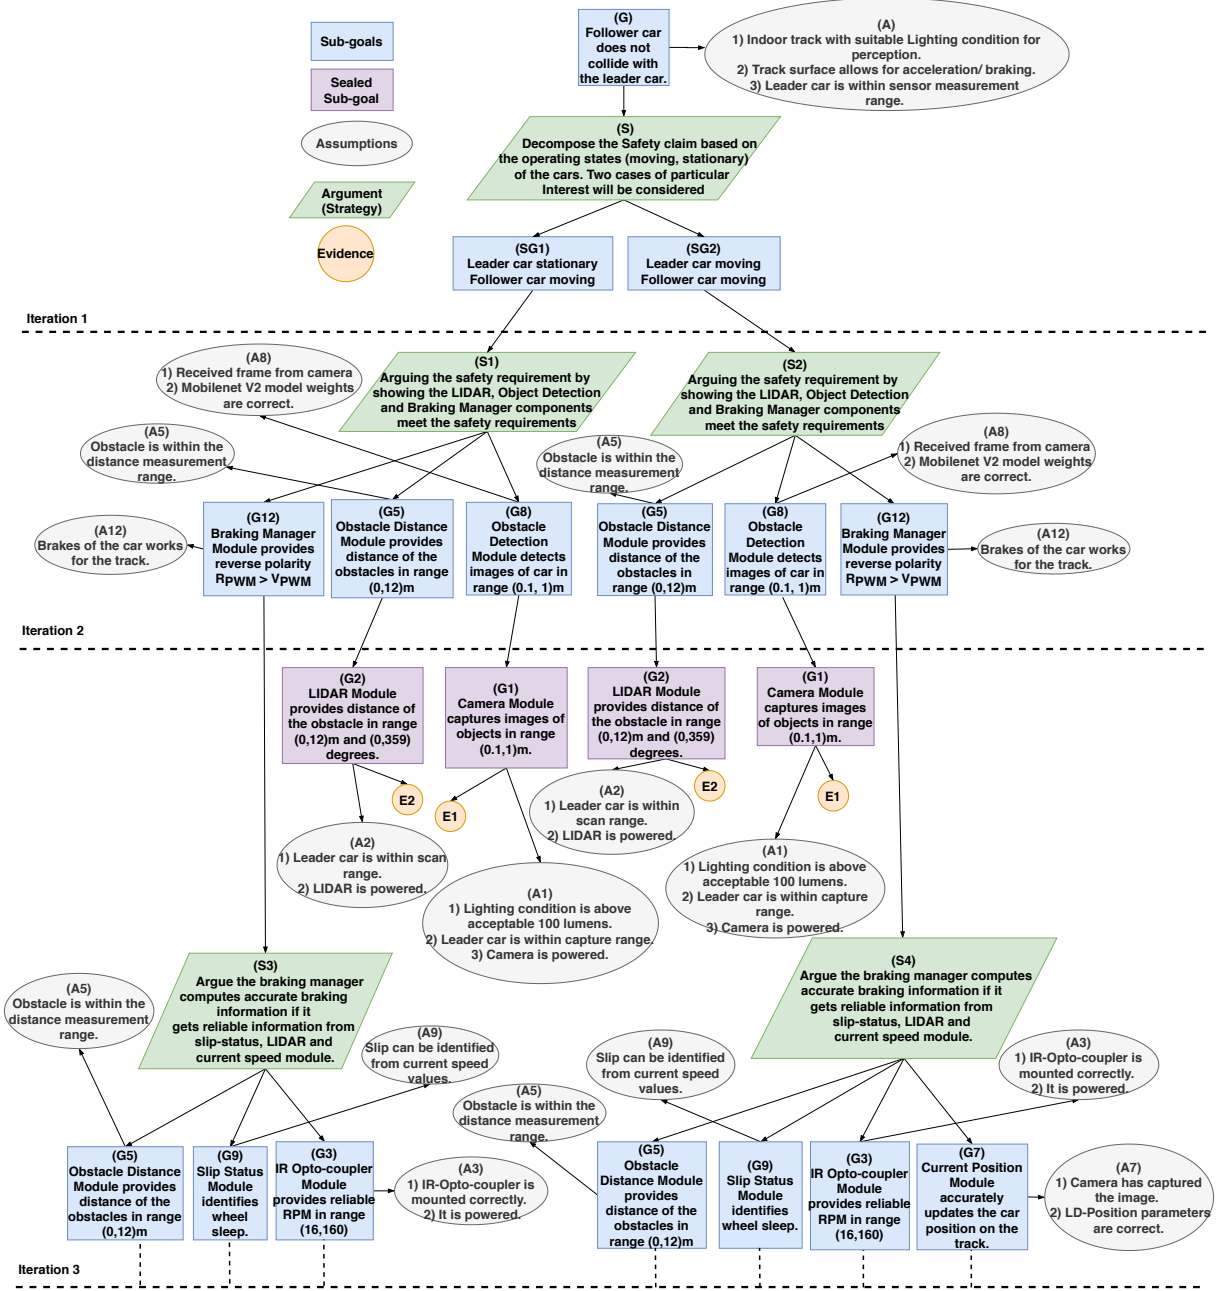 Sub-goals
Sealed
Sub-goal
Assumptions
Argument
(Strategy)
Evidence
(G)
Follower car
does not
collide with
the leader car.
(A)
1) Indoor track with suitable Lighting condition for
perception.
2) Track surface allows for acceleration/ braking.
3) Leader car is within sensor measurement
range.
(S)
Decompose the Safety claim based on
the operating states (moving, stationary)
of the cars. Two cases of particular
Interest will be considered
(SG1)
Leader car stationary
Follower car moving
(SG2)
Leader car moving
Follower car moving
Iteration 1
(A8)
1) Received frame from camera
2) Mobilenet V2 model weights
are correct.
(S1)
Arguing the safety requirement by
showing the LIDAR, Object Detection
and Braking Manager components
meet the safety requirements
(S2)
Arguing the safety requirement by
showing the LIDAR, Object Detection
and Braking Manager components
meet the safety requirements
(A5)
Obstacle is within the
distance measurement
range.
(A5)
Obstacle is within the
distance measurement
range.
(A8)
1) Received frame from camera
2) Mobilenet V2 model weights
are correct.
(A12)
Brakes of the car works
for the track.
(G12)
Braking Manager
Module provides
reverse polarity
RPWM > VPWM
(G5)
Obstacle Distance
Module provides
distance of the
obstacles in range
(0,12)m
(G8)
Obstacle
Detection
Module detects
images of car in
range (0.1, 1)m
(G5)
Obstacle Distance
Module provides
distance of the
obstacles in
range (0,12)m
(G8)
Obstacle
Detection
Module detects
images of car in
range (0.1, 1)m
(G12)
Braking Manager
Module provides
reverse polarity
RPWM > VPWM
(A12)
Brakes of the car works
for the track.
Iteration 2
(G2)
LIDAR Module
provides distance of
the obstacle in range
(0,12)m and (0,359)
degrees.
(G1)
Camera Module
captures images of
objects in range
(0.1,1)m.
(G2)
LIDAR Module
provides distance of
the obstacle in range
(0,12)m and (0,359)
degrees.
(G1)
Camera Module
captures images
of objects in range
(0.1,1)m.
E2
E1
E2
E1
(A2)
1) Leader car is within scan
range.
2) LIDAR is powered.
(A1)
1) Lighting condition is above
acceptable 100 lumens.
2) Leader car is within capture range.
3) Camera is powered.
(A2)
1) Leader car is within
scan range.
2) LIDAR is powered.
(A1)
1) Lighting condition is above
acceptable 100 lumens.
2) Leader car is within capture
range.
3) Camera is powered.
(S3)
Argue the braking manager
computes accurate braking
information if it
gets reliable information from
slip-status, LIDAR and
current speed module.
(S4)
Argue the braking manager computes
accurate braking information if it
gets reliable information from
slip-status, LIDAR and
current speed module.
(A5)
Obstacle is within the
distance measurement
range.
(A9)
Slip can be identified
from current speed
values.
(A5)
Obstacle is within the
distance measurement
range.
(A9)
Slip can be identified
from current speed
values.
(A3)
1) IR-Opto-coupler is
mounted correctly.
2) It is powered.
(G5)
Obstacle Distance
Module provides
distance of the
obstacles in range
(0,12)m
(G9)
Slip Status
Module
identifies
wheel
sleep.
(G3)
IR Opto-coupler
Module
provides reliable
RPM in range
(16,160)
(A3)
1) IR-Opto-coupler is
mounted correctly.
2) It is powered.
(G5)
Obstacle
Distance Module
provides
distance of the
obstacles in
range (0,12)m
(G9)
Slip Status
Module
identifies
wheel sleep.
(G3)
IR Opto-coupler
Module
provides reliable
RPM in range
(16,160)
(G7)
Current Position
Module
accurately
updates the car
position on the
track.
(A7)
1) Camera has captured
the image.
2) LD-Position parameters
are correct.
Iteration 3